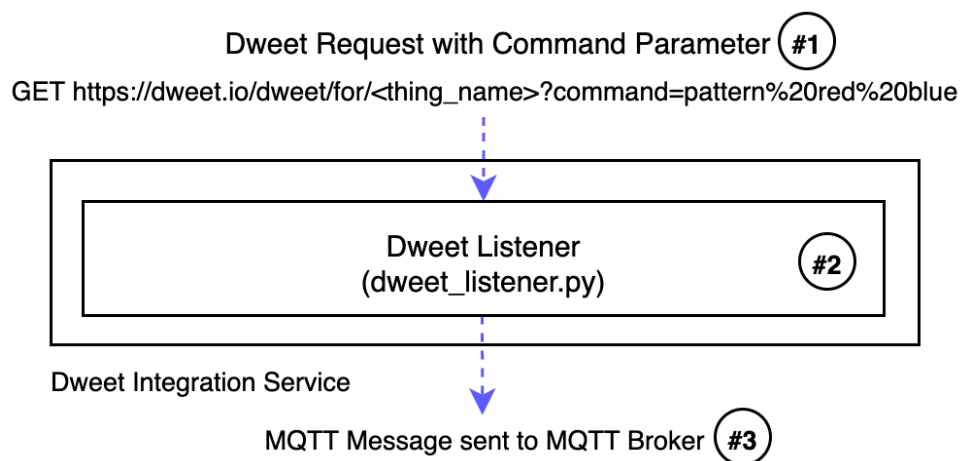 Dweet Request with Command Parameter #1
GET https://dweet.io/dweet/for/<thing_name>?command=pattern%20red%20blue
Dweet Listener
(dweet_listener.py)
#2
Dweet Integration Service
MQTT Message sent to MQTT Broker #3